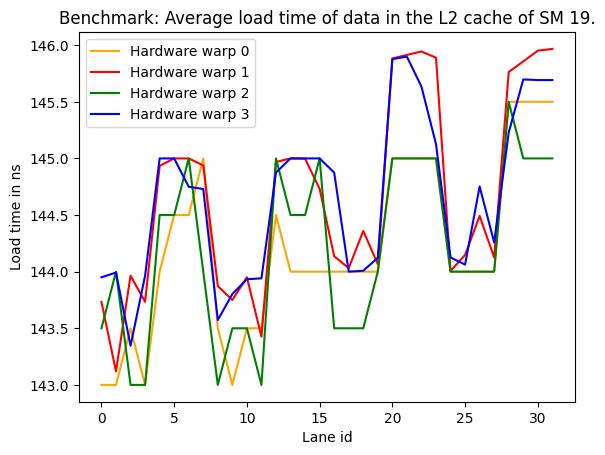 Benchmark: Average load time of data in the L2 cache of SM 19.
Hardware warp 0
Hardware warp 1
Hardware warp 2
Hardware warp 3
Load time in ns
146.0
145.5
145.0
144.5
144.0
143.5
143.0
0 5 10 15 20 25 30
Lane id